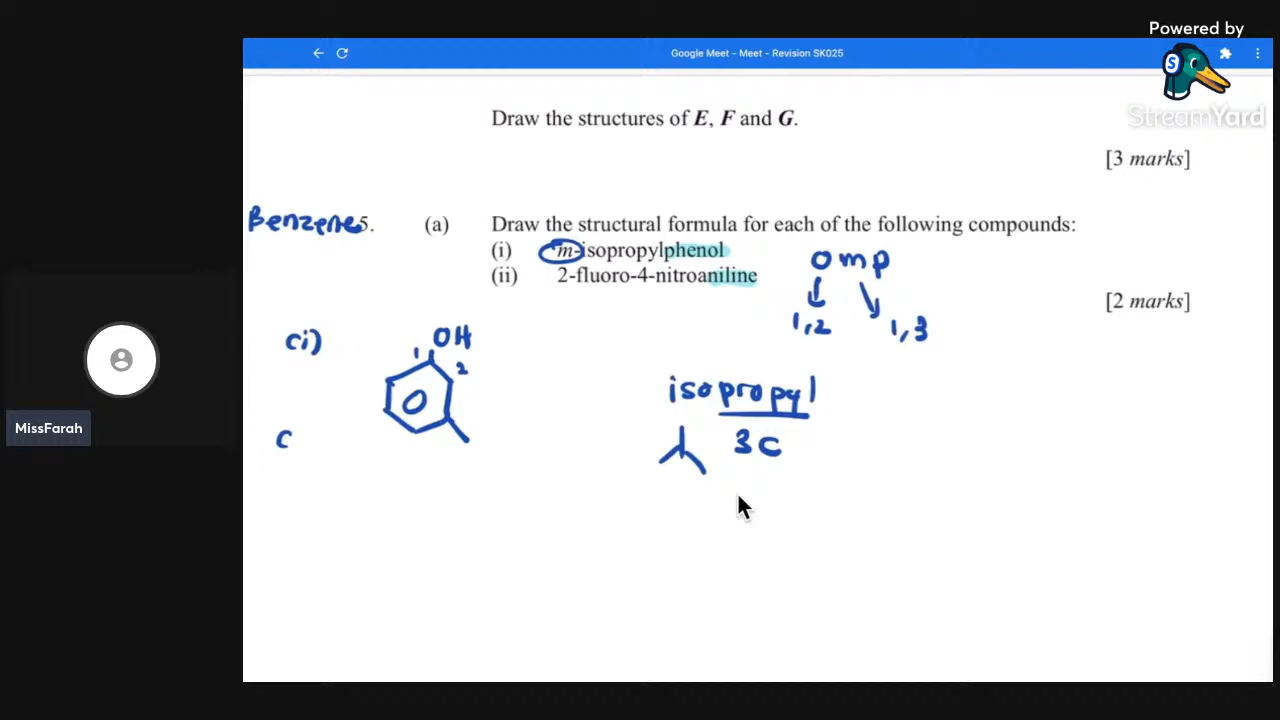 Powered by
Google Meet - Meet - Revision SK025
StreamYard
Draw the structures of E, F and G.
[3 marks]
Benzene 5. (a) Draw the structural formula for each of the following compounds:
(i) m-isopropylphenol
(ii) 2-fluoro-4-nitroaniline
o m p
[2 marks]
1,2 1,3
(i)
OH
1
2
isopropyl
3C
C
MissFarah